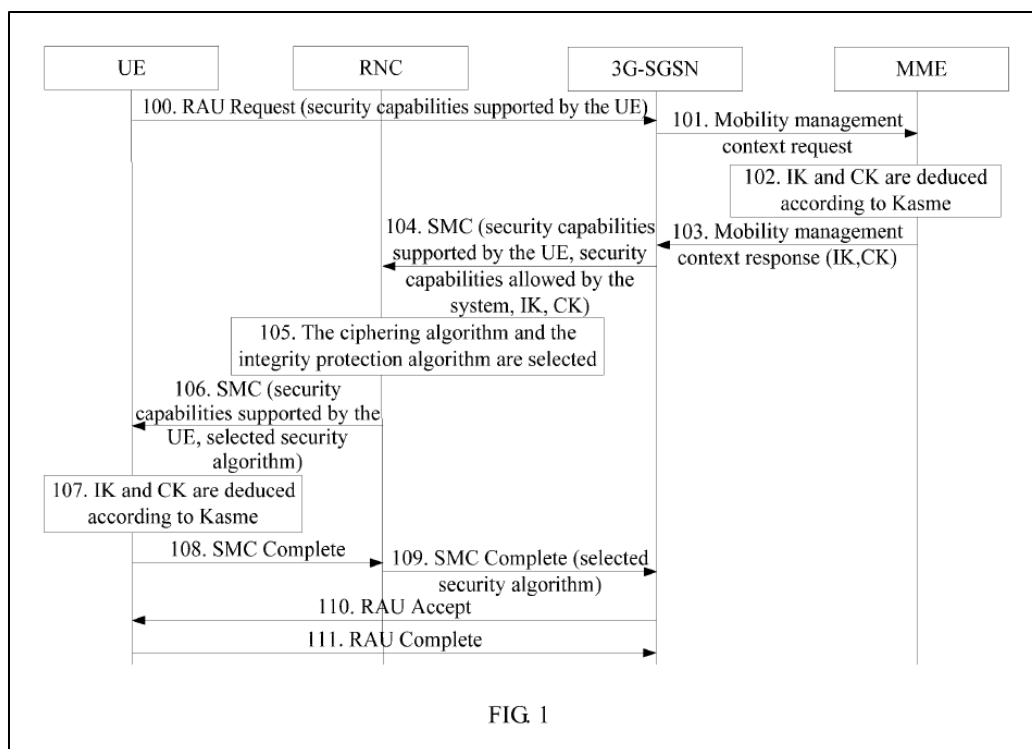 UE
RNC
3G-SGSN
MME
100. RAU Request (security capabilities supported by the UE)
101. Mobility management
context request
102. IK and CK are deduced
according to Kasme
103. Mobility management
context response (IK,CK)
104. SMC (security capabilities
supported by the UE, security
capabilities allowed by the
system, IK, CK)
105. The ciphering algorithm and the
integrity protection algorithm are selected
106. SMC (security
capabilities supported by the
UE, selected security
algorithm)
107. IK and CK are deduced
according to Kasme
108. SMC Complete
109. SMC Complete (selected
security algorithm)
110. RAU Accept
111. RAU Complete
FIG. 1